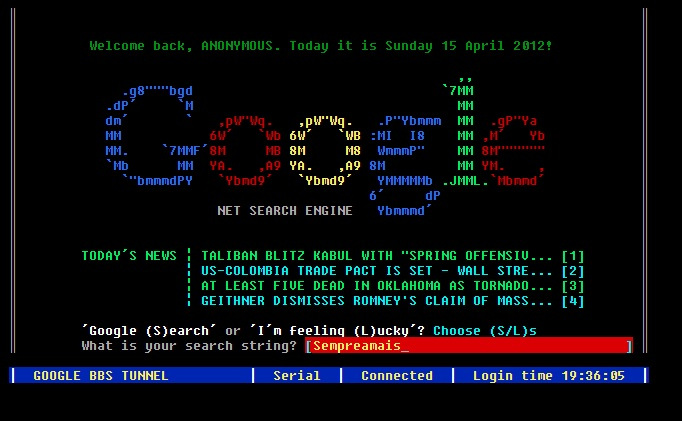 Welcome back, ANONYMOUS. Today it is Sunday 15 April 2012!
Google
NET SEARCH ENGINE
TODAY´S NEWS ¦ TALIBAN BLITZ KABUL WITH "SPRING OFFENSIV... [1]
¦ US-COLOMBIA TRADE PACT IS SET - WALL STRE... [2]
¦ AT LEAST FIVE DEAD IN OKLAHOMA AS TORNADO... [3]
¦ GEITHNER DISMISSES ROMNEY'S CLAIM OF MASS... [4]
´Google (S)earch´ or ´I´m feeling (L)ucky´? Choose (S/L)s
What is your search string? [Sempreamais_ ]
GOOGLE BBS TUNNEL | Serial | Connected | Login time 19:36:05